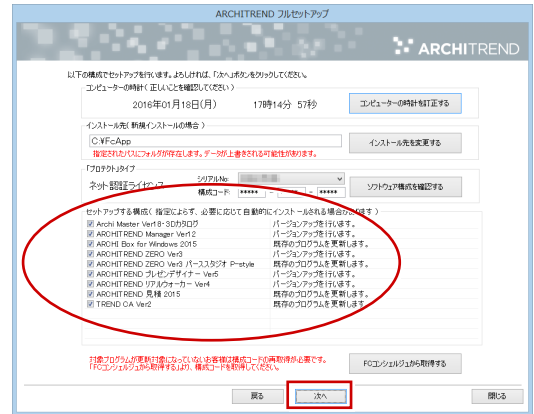 ARCHITREND フルセットアップ
ARCHITREND
以下の構成でセットアップを行います。よろしければ、「次へ」ボタンをクリックしてください。
コンピューターの時計( 正しいことを確認してください )
2016年01月18日(月) 17時14分 57秒
コンピューターの時計を訂正する
インストール先( 新規インストールの場合 )
C:¥FcApp
インストール先を変更する
指定されたパスにフォルダが存在します。データが上書きされる可能性があります。
「プロテクト」タイプ
ネット認証ライセンス
シリアルNo:
構成コード: ***** - ***** - *****
ソフトウェア構成を確認する
セットアップする構成( 指定によらず、必要に応じて自動的にインストールされる場合があります )
Archi Master Ver18・3Dカタログ バージョンアップを行います。
ARCHITREND Manager Ver12 バージョンアップを行います。
ARCHI Box for Windows 2015 既存のプログラムを更新します。
ARCHITREND ZERO Ver3 バージョンアップを行います。
ARCHITREND ZERO Ver3 パーススタジオ P-style 既存のプログラムを更新します。
ARCHITREND プレゼンデザイナー Ver5 バージョンアップを行います。
ARCHITREND リアルウォーカー Ver4 バージョンアップを行います。
ARCHITREND 見積 2015 既存のプログラムを更新します。
TREND CA Ver2 既存のプログラムを更新します。
対象プログラムが更新対象になっていないお客様は構成コードの再取得が必要です。
「FCコンシェルジュから取得する」より、構成コードを取得してください。
FCコンシェルジュから取得する
戻る
次へ
閉じる